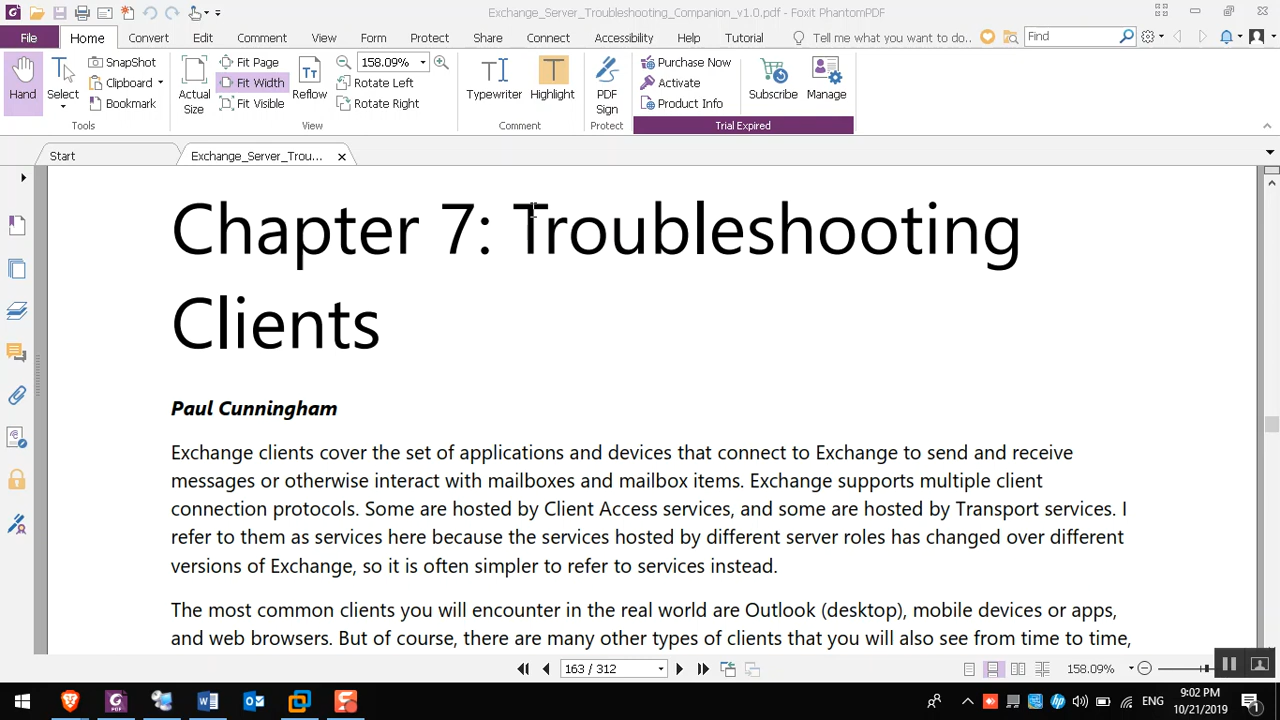 Exchange_Server_Troubleshooting_Companion_v1.0.pdf - Foxit PhantomPDF
File Home Convert Edit Comment View Form Protect Share Connect Accessibility Help Tutorial Tell me what you want to do.. Find
Hand
Select
SnapShot
Clipboard
Bookmark
Tools
Actual
Size
Fit Page
Fit Width
Fit Visible
Reflow
158.09%
Rotate Left
Rotate Right
View
Typewriter
Highlight
Comment
PDF
Sign
Protect
Purchase Now
Activate
Product Info
Subscribe
Manage
Trial Expired
Start
Exchange_Server_Trou...
Chapter 7: Troubleshooting
Clients
Paul Cunningham
Exchange clients cover the set of applications and devices that connect to Exchange to send and receive
messages or otherwise interact with mailboxes and mailbox items. Exchange supports multiple client
connection protocols. Some are hosted by Client Access services, and some are hosted by Transport services. I
refer to them as services here because the services hosted by different server roles has changed over different
versions of Exchange, so it is often simpler to refer to services instead.
The most common clients you will encounter in the real world are Outlook (desktop), mobile devices or apps,
and web browsers. But of course, there are many other types of clients that you will also see from time to time,
163 / 312
158.09%
ENG
9:02 PM
10/21/2019